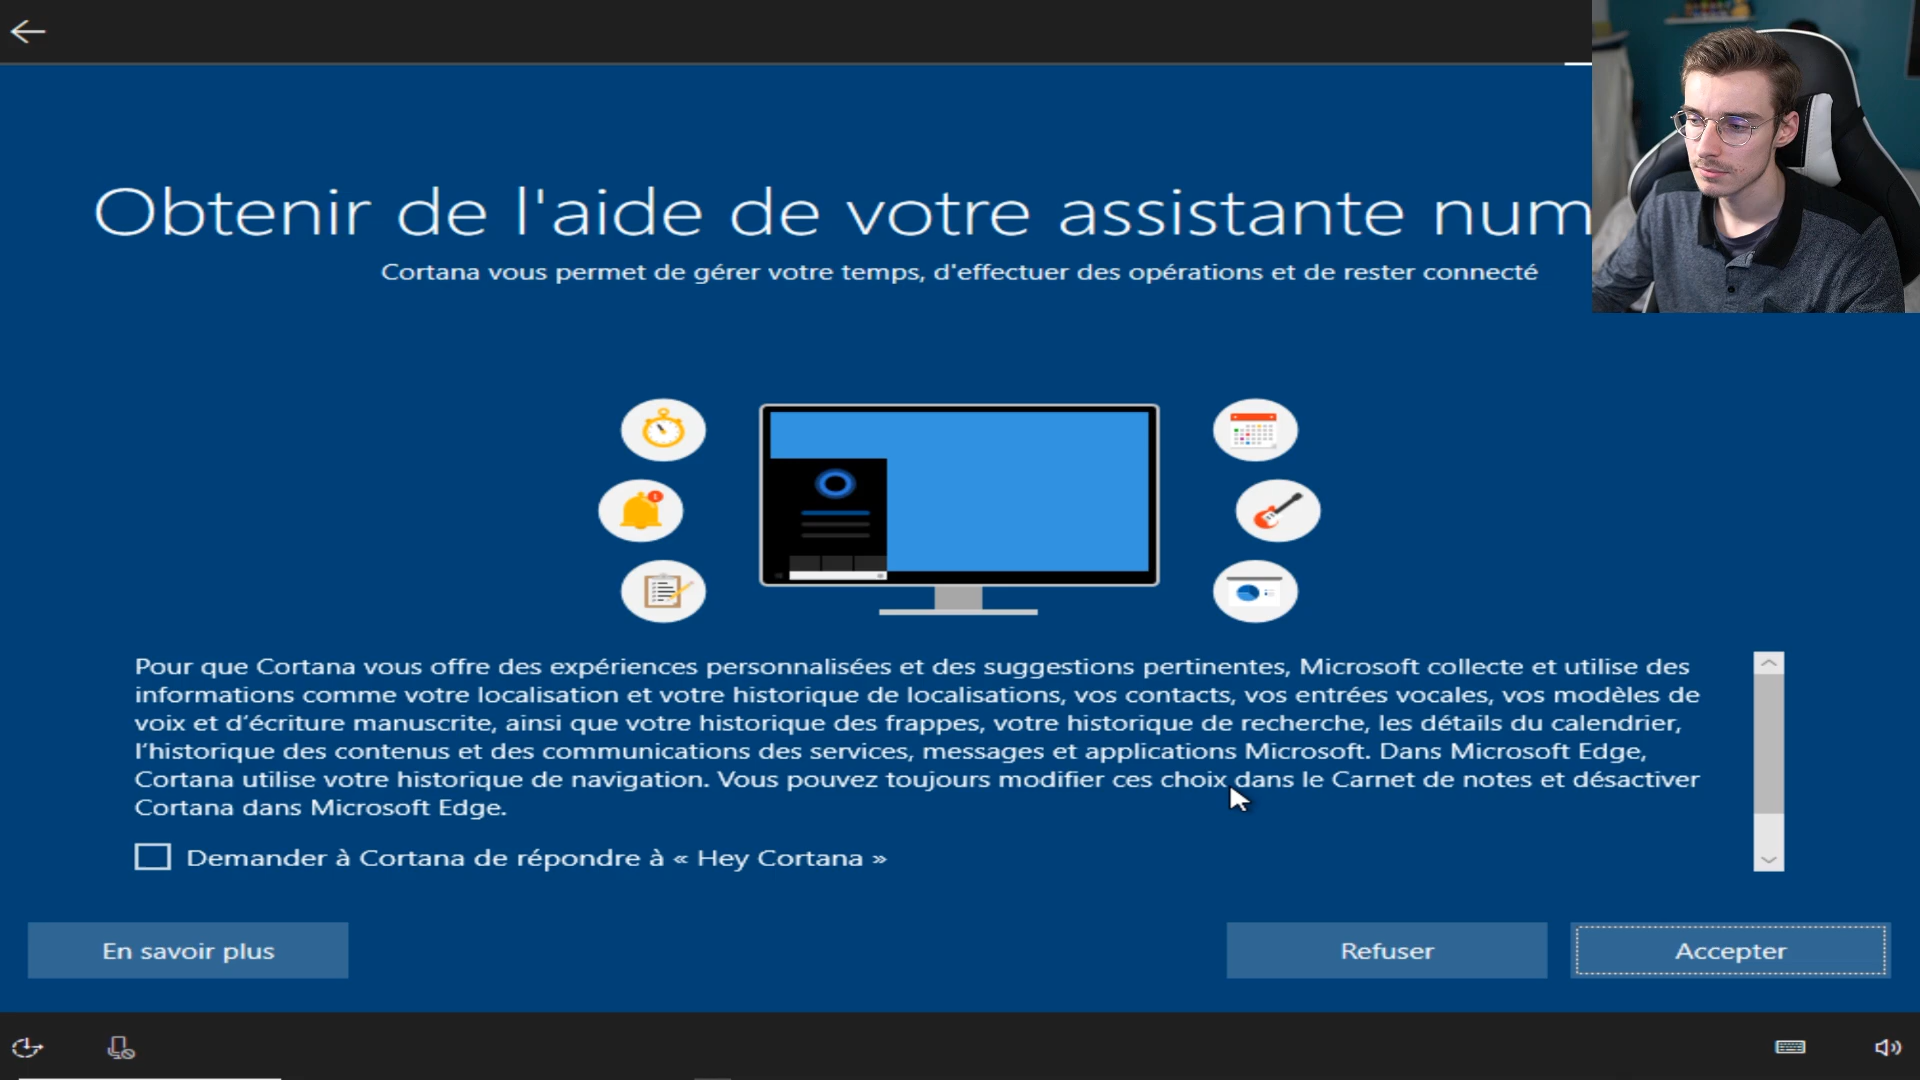 Obtenir de l'aide de votre assistante num
Cortana vous permet de gérer votre temps, d'effectuer des opérations et de rester connecté
Pour que Cortana vous offre des expériences personnalisées et des suggestions pertinentes, Microsoft collecte et utilise des
informations comme votre localisation et votre historique de localisations, vos contacts, vos entrées vocales, vos modèles de
voix et d’écriture manuscrite, ainsi que votre historique des frappes, votre historique de recherche, les détails du calendrier,
l’historique des contenus et des communications des services, messages et applications Microsoft. Dans Microsoft Edge,
Cortana utilise votre historique de navigation. Vous pouvez toujours modifier ces choix dans le Carnet de notes et désactiver
Cortana dans Microsoft Edge.
Demander à Cortana de répondre à « Hey Cortana »
En savoir plus
Refuser
Accepter